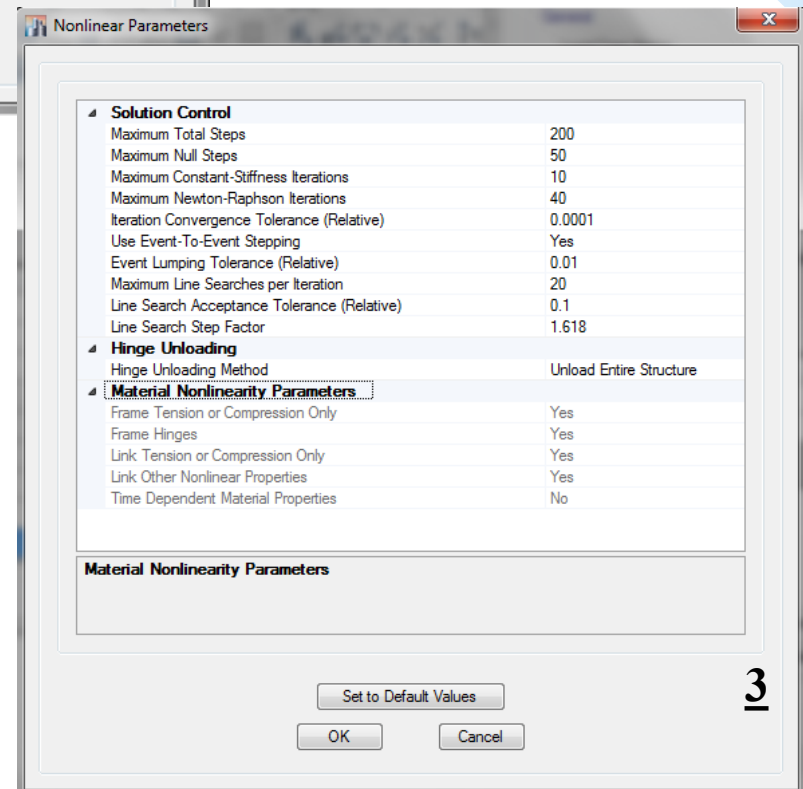 Nonlinear Parameters
Solution Control
Maximum Total Steps 200
Maximum Null Steps 50
Maximum Constant-Stiffness Iterations 10
Maximum Newton-Raphson Iterations 40
Iteration Convergence Tolerance (Relative) 0.0001
Use Event-To-Event Stepping Yes
Event Lumping Tolerance (Relative) 0.01
Maximum Line Searches per Iteration 20
Line Search Acceptance Tolerance (Relative) 0.1
Line Search Step Factor 1.618
Hinge Unloading
Hinge Unloading Method Unload Entire Structure
Material Nonlinearity Parameters
Frame Tension or Compression Only Yes
Frame Hinges Yes
Link Tension or Compression Only Yes
Link Other Nonlinear Properties Yes
Time Dependent Material Properties No
Material Nonlinearity Parameters
Set to Default Values
3
OK Cancel